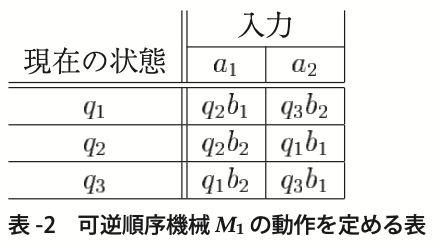 入力
現在の状態 a₁ a₂
q₁ q₂b₁ q₃b₂
q₂ q₂b₂ q₁b₁
q₃ q₁b₂ q₃b₁
表-2 可逆順序機械 M₁ の動作を定める表